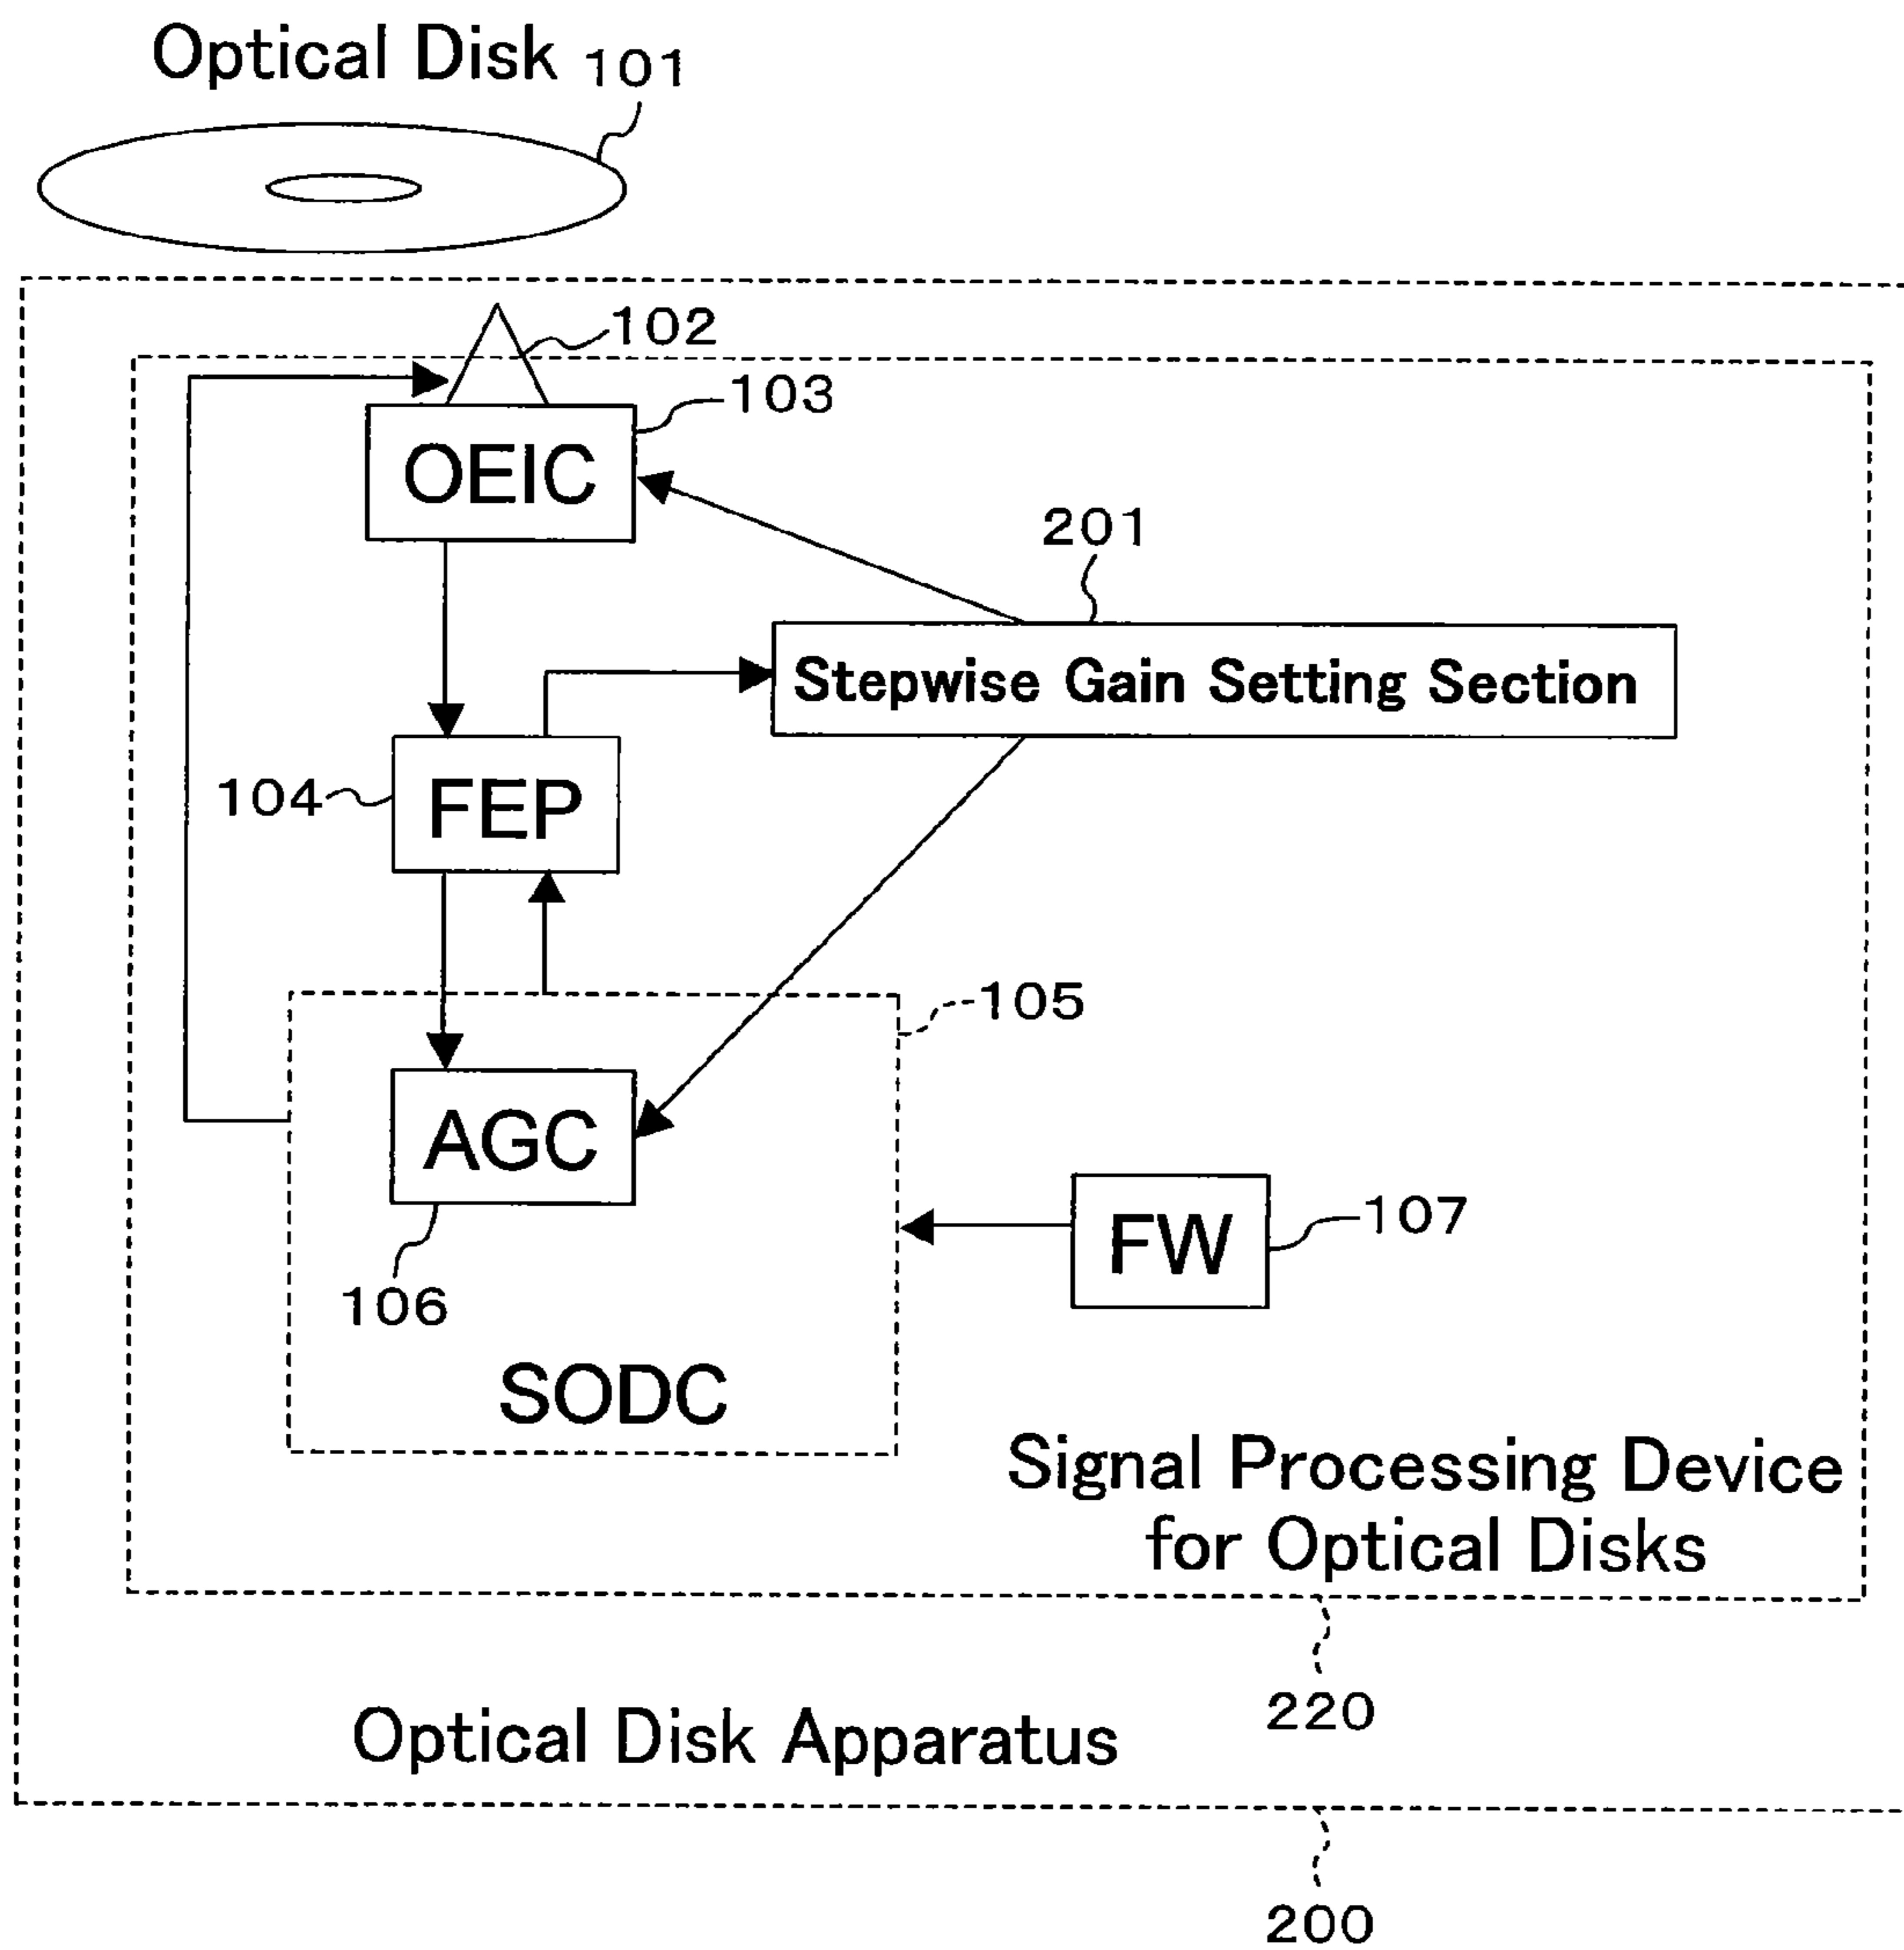 Optical Disk 101
102
103
OEIC
201
Stepwise Gain Setting Section
104
FEP
105
AGC
107
FW
106
SODC
Signal Processing Device
for Optical Disks
220
Optical Disk Apparatus
200